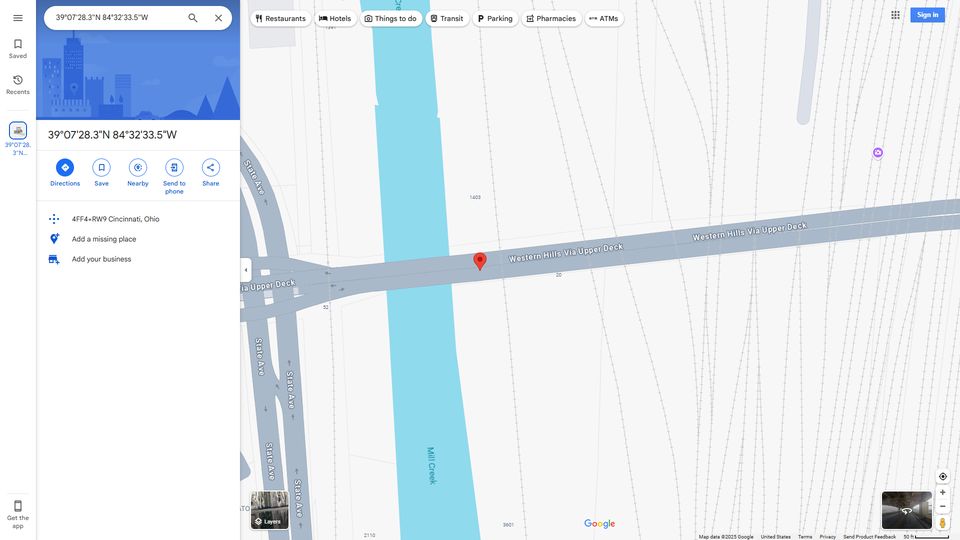 39°07'28.3"N 84°32'33.5"W
Restaurants
Hotels
Things to do
Transit
Parking
Pharmacies
ATMs
Sign in
Saved
Recents
39°07'28.
3"N...
39°07'28.3"N 84°32'33.5"W
Directions
Save
Nearby
Send to
phone
Share
4FF4+RW9 Cincinnati, Ohio
Add a missing place
Add your business
Get the
app
State Ave
1403
Western Hills Via Upper Deck
Western Hills Via Upper Deck
20
ia Upper Deck
52
State Ave
State Ave
State Ave
State Ave
Mill Creek
3601
2110
Layers
Google
Map data ©2025 Google
United States
Terms
Privacy
Send Product Feedback
50 ft